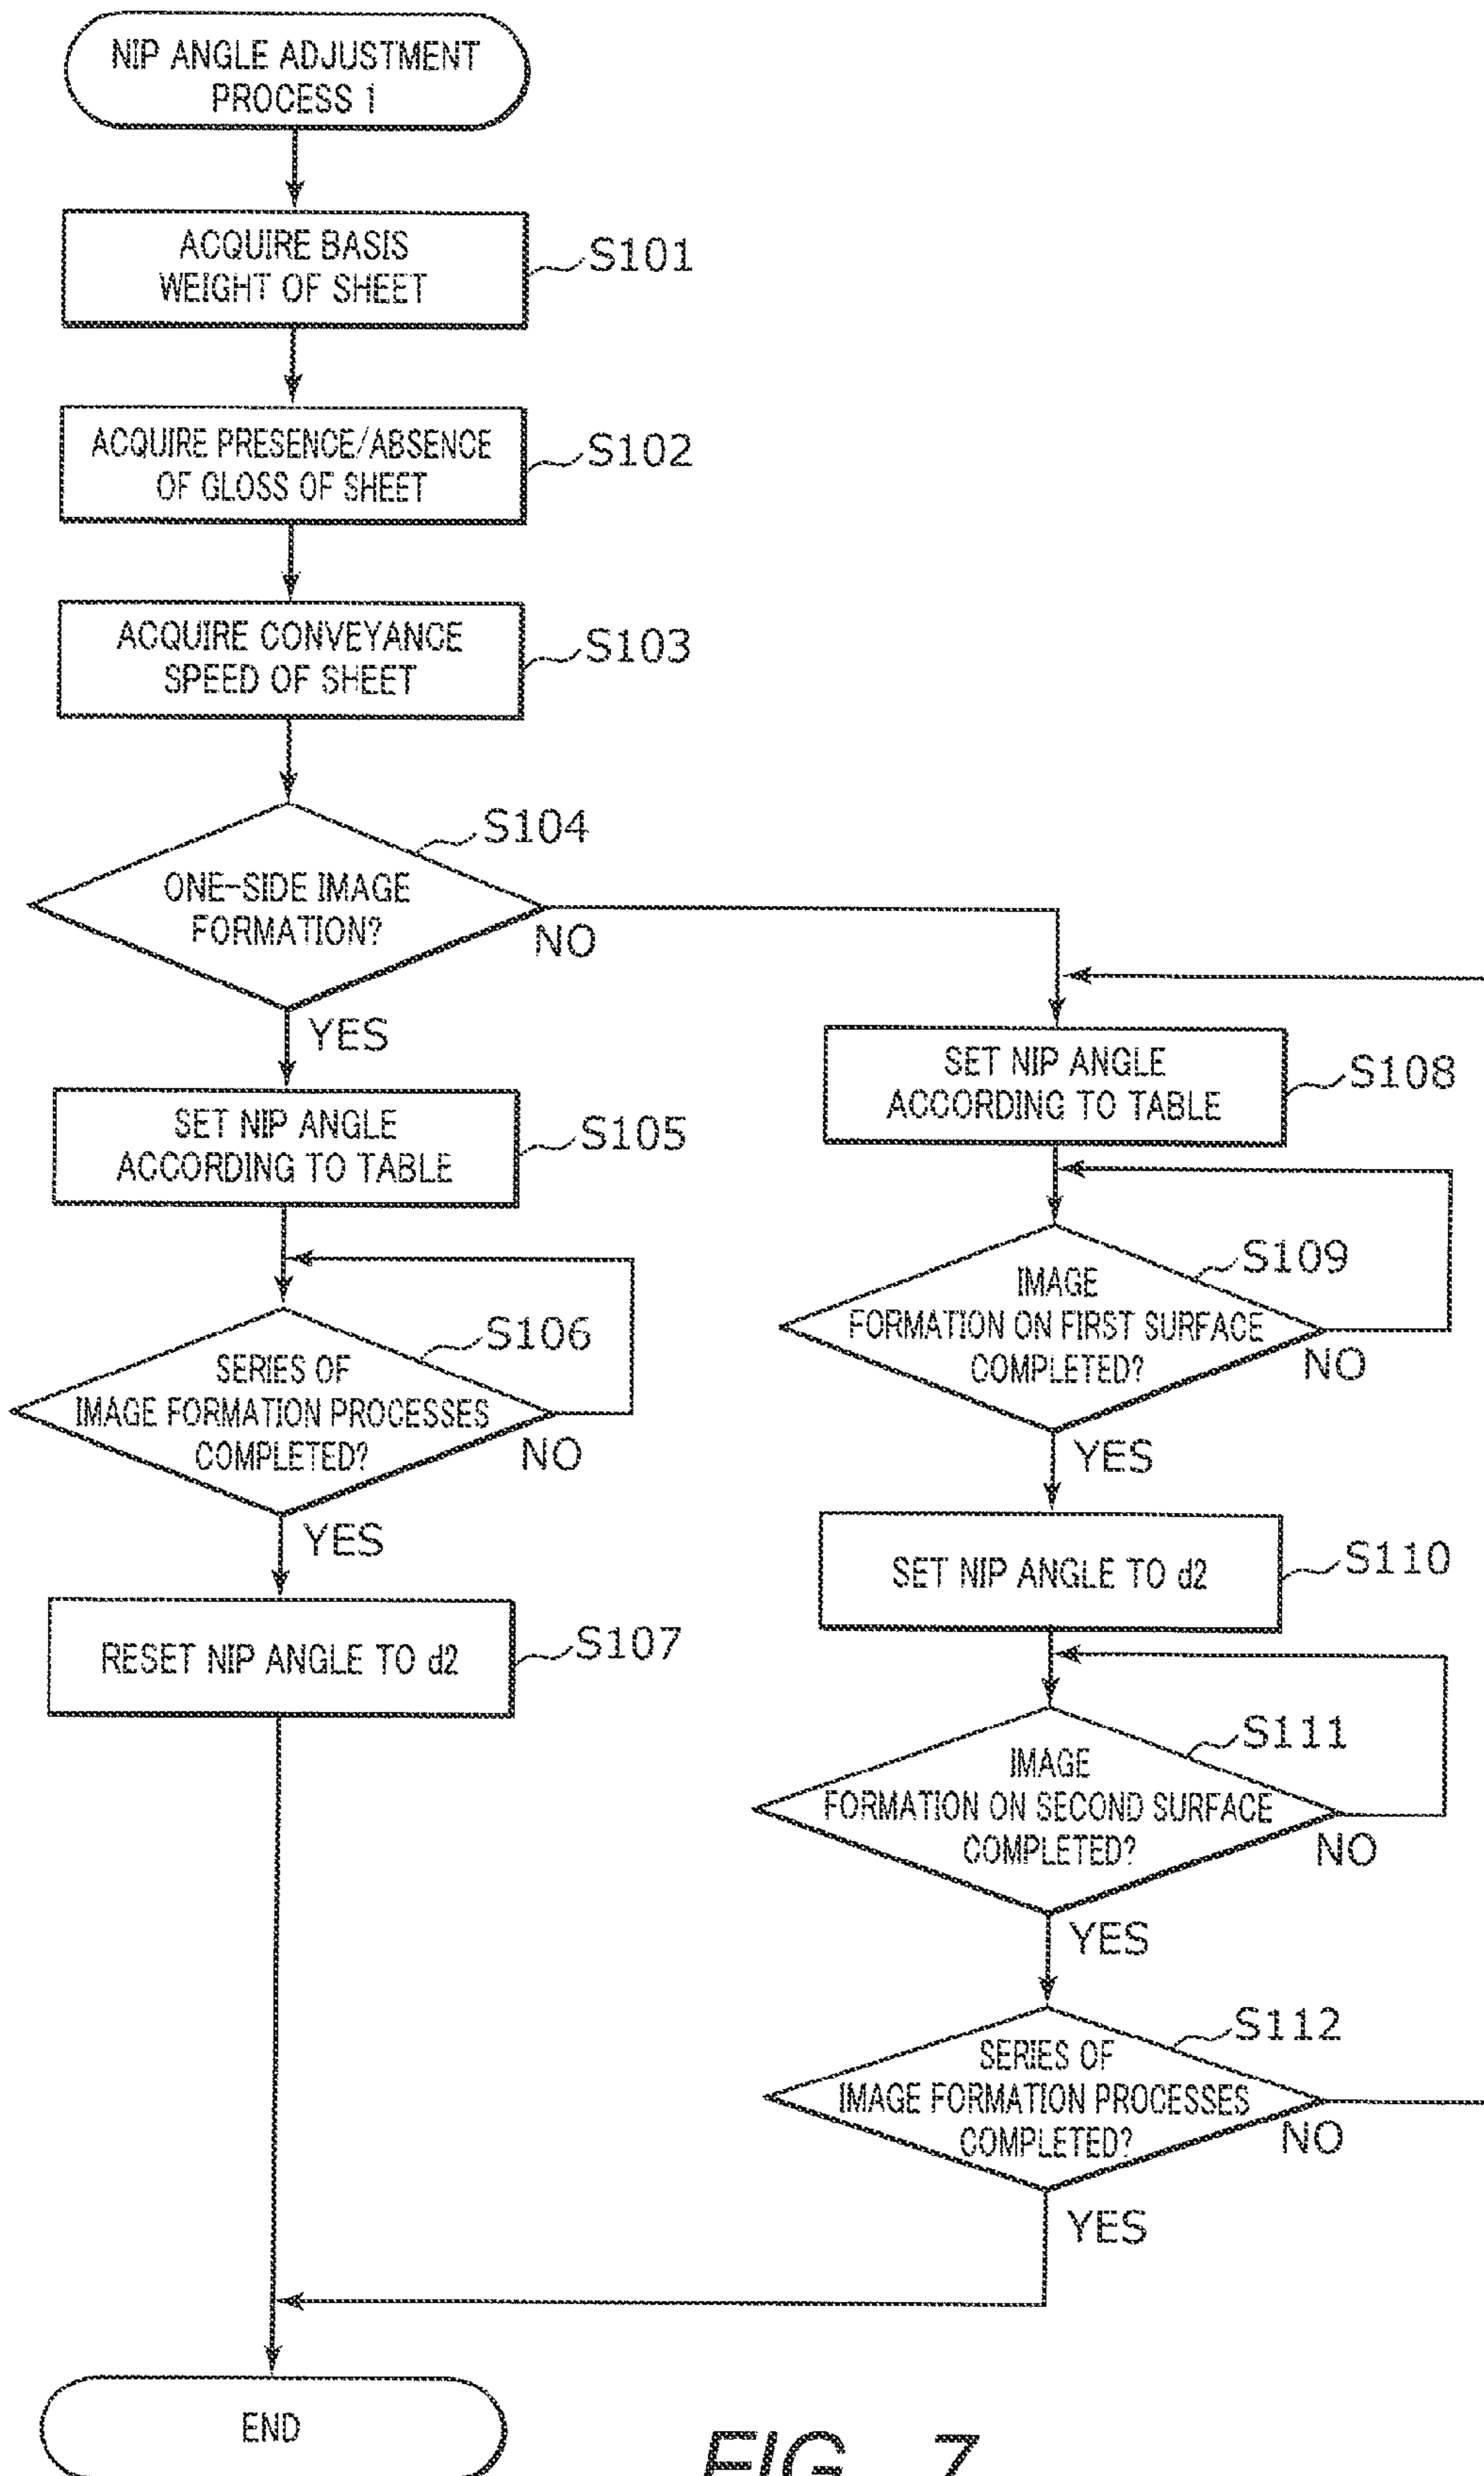 NIP ANGLE ADJUSTMENT
PROCESS 1
ACQUIRE BASIS
WEIGHT OF SHEET
S101
ACQUIRE PRESENCE/ABSENCE
OF GLOSS OF SHEET
S102
ACQUIRE CONVEYANCE
SPEED OF SHEET
S103
S104
ONE-SIDE IMAGE
FORMATION?
NO
YES
SET NIP ANGLE
ACCORDING TO TABLE
S105
S106
SERIES OF
IMAGE FORMATION PROCESSES
COMPLETED?
NO
YES
RESET NIP ANGLE TO d2
S107
SET NIP ANGLE
ACCORDING TO TABLE
S108
S109
IMAGE
FORMATION ON FIRST SURFACE
COMPLETED?
NO
YES
SET NIP ANGLE TO d2
S110
S111
IMAGE
FORMATION ON SECOND SURFACE
COMPLETED?
NO
YES
S112
SERIES OF
IMAGE FORMATION PROCESSES
COMPLETED?
NO
YES
END
FIG. 7